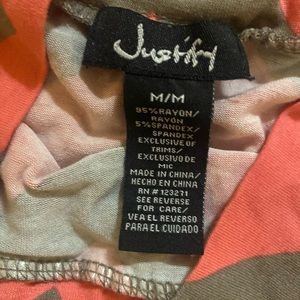 Justify
M/M
95%RAYON/
RAYON
5%SPANDEX/
SPANDEX
EXCLUSIVE OF
TRIMS/
EXCLUSIVO DE
MIC
MADE IN CHINA/
HECHO EN CHINA
RN # 123271
SEE REVERSE
FOR CARE/
VEA EL REVERSO
PARA EL CUIDADO